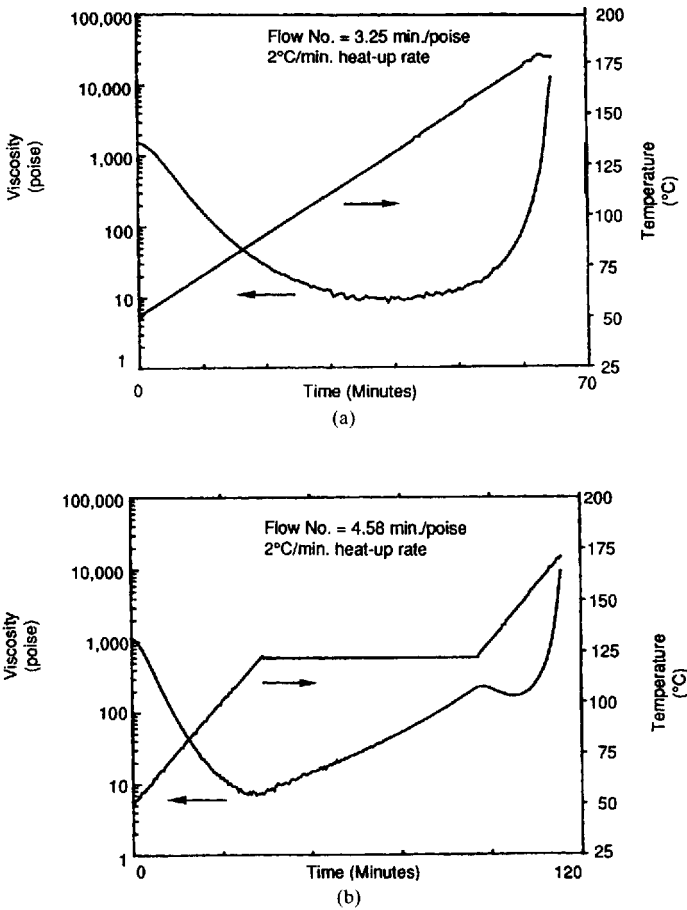 100,000
10,000
1,000
100
10
1
Viscosity
(poise)
Flow No. = 3.25 min./poise
2°C/min. heat-up rate
200
175
150
125
100
75
50
25
Temperature
(°C)
0
Time (Minutes)
70
(a)
100,000
10,000
1,000
100
10
1
Viscosity
(poise)
Flow No. = 4.58 min./poise
2°C/min. heat-up rate
200
175
150
125
100
75
50
25
Temperature
(°C)
0
Time (Minutes)
120
(b)